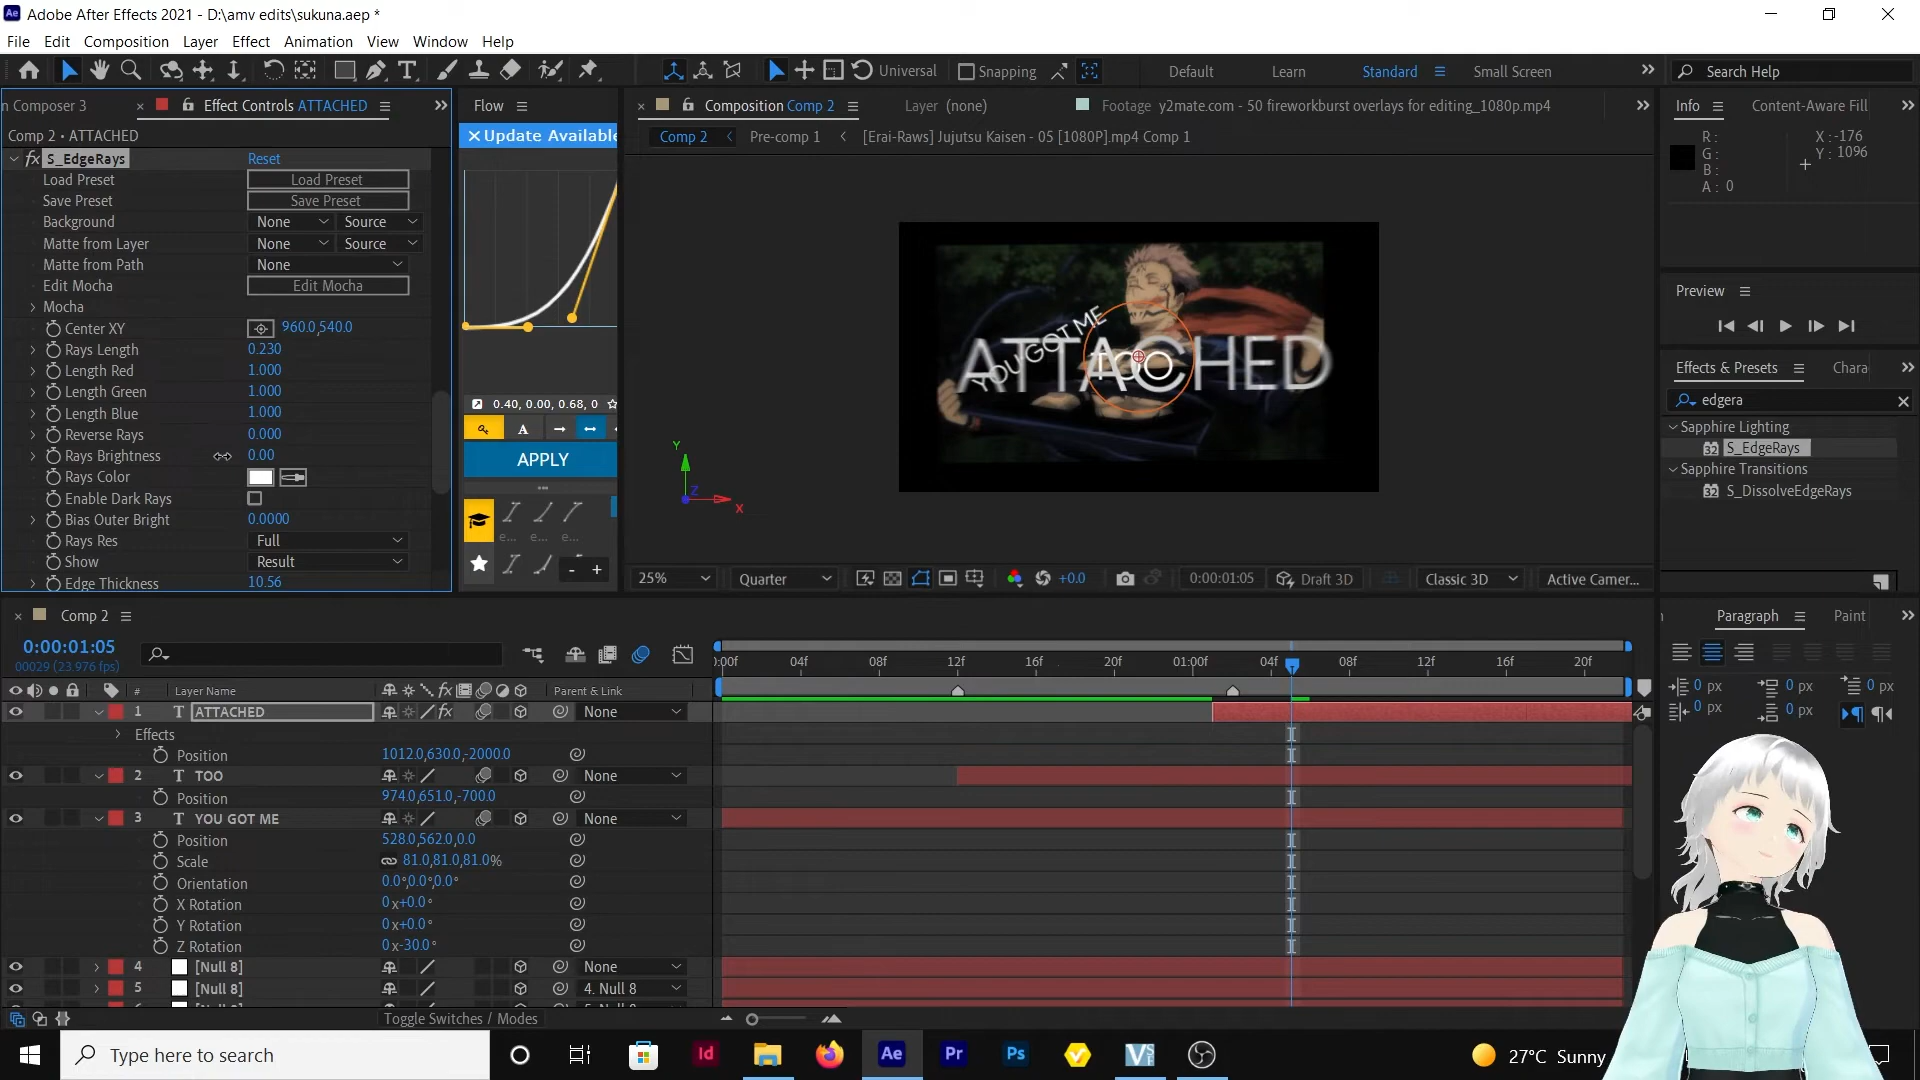 Adobe After Effects 2021 - D:\amv edits\sukuna.aep *
File Edit Composition Layer Effect Animation View Window Help
Universal Snapping Default Learn Standard Small Screen Search Help
n Composer 3 Effect Controls ATTACHED
Comp 2 • ATTACHED
fx S_EdgeRays Reset
Load Preset Load Preset
Save Preset Save Preset
Background None Source
Matte from Layer None Source
Matte from Path None
Edit Mocha Edit Mocha
Mocha
Center XY 960.0,540.0
Rays Length 0.230
Length Red 1.000
Length Green 1.000
Length Blue 1.000
Reverse Rays 0.000
Rays Brightness 0.00
Rays Color
Enable Dark Rays
Bias Outer Bright 0.0000
Rays Res Full
Show Result
Edge Thickness 10.56
Flow
Update Available
0.40, 0.00, 0.68, 0
A
APPLY
e... e... e...
- +
Composition Comp 2 Layer (none) Footage y2mate.com - 50 fireworkburst overlays for editing_1080p.mp4
Comp 2 Pre-comp 1 [Erai-Raws] Jujutsu Kaisen - 05 [1080P].mp4 Comp 1
YOU GOT ME
ATTACHED
TOO
Y
Z
X
25% Quarter +0.0 0:00:01:05 Draft 3D Classic 3D Active Camer...
Info Content-Aware Fill
R :
G :
B :
A : 0
X : -176
Y : 1096
Preview
Effects & Presets Chara
edgera
Sapphire Lighting
32 S_EdgeRays
Sapphire Transitions
32 S_DissolveEdgeRays
Comp 2
0:00:01:05
00029 (23.976 fps)
:00f 04f 08f 12f 16f 20f 01:00f 04f 08f 12f 16f 20f
# Layer Name fx Parent & Link
1 T ATTACHED fx None
Effects
Position 1012.0,630.0,-2000.0
2 T TOO None
Position 974.0,651.0,-700.0
3 T YOU GOT ME None
Position 528.0,562.0,0.0
Scale 81.0,81.0,81.0%
Orientation 0.0°,0.0°,0.0°
X Rotation 0x+0.0°
Y Rotation 0x+0.0°
Z Rotation 0x-30.0°
4 [Null 8] None
5 [Null 8] 4. Null 8
Toggle Switches / Modes
Paragraph Paint
0 px 0 px 0 px
0 px 0 px
Type here to search
Id Ae Pr Ps
27°C Sunny